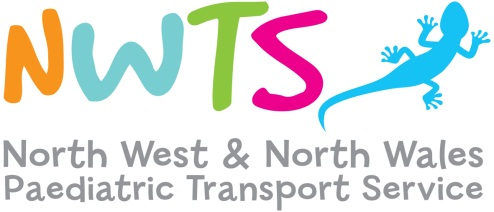 NWTS
North West & North Wales
Paediatric Transport Service